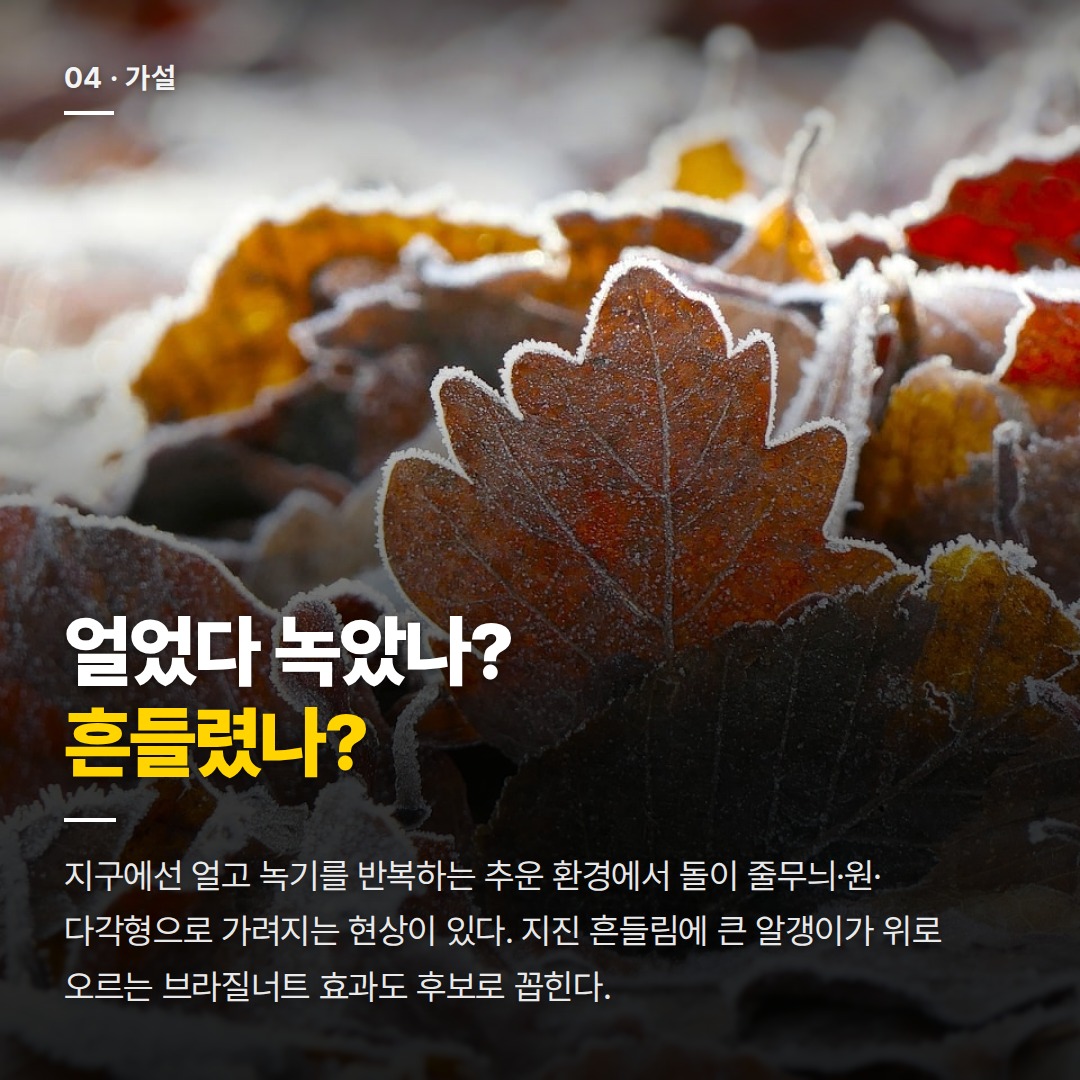 04 · 가설
얼었다 녹았나?
흔들렸나?
지구에선 얼고 녹기를 반복하는 추운 환경에서 돌이 줄무늬·원·
다각형으로 가려지는 현상이 있다. 지진 흔들림에 큰 알갱이가 위로
오르는 브라질너트 효과도 후보로 꼽힌다.